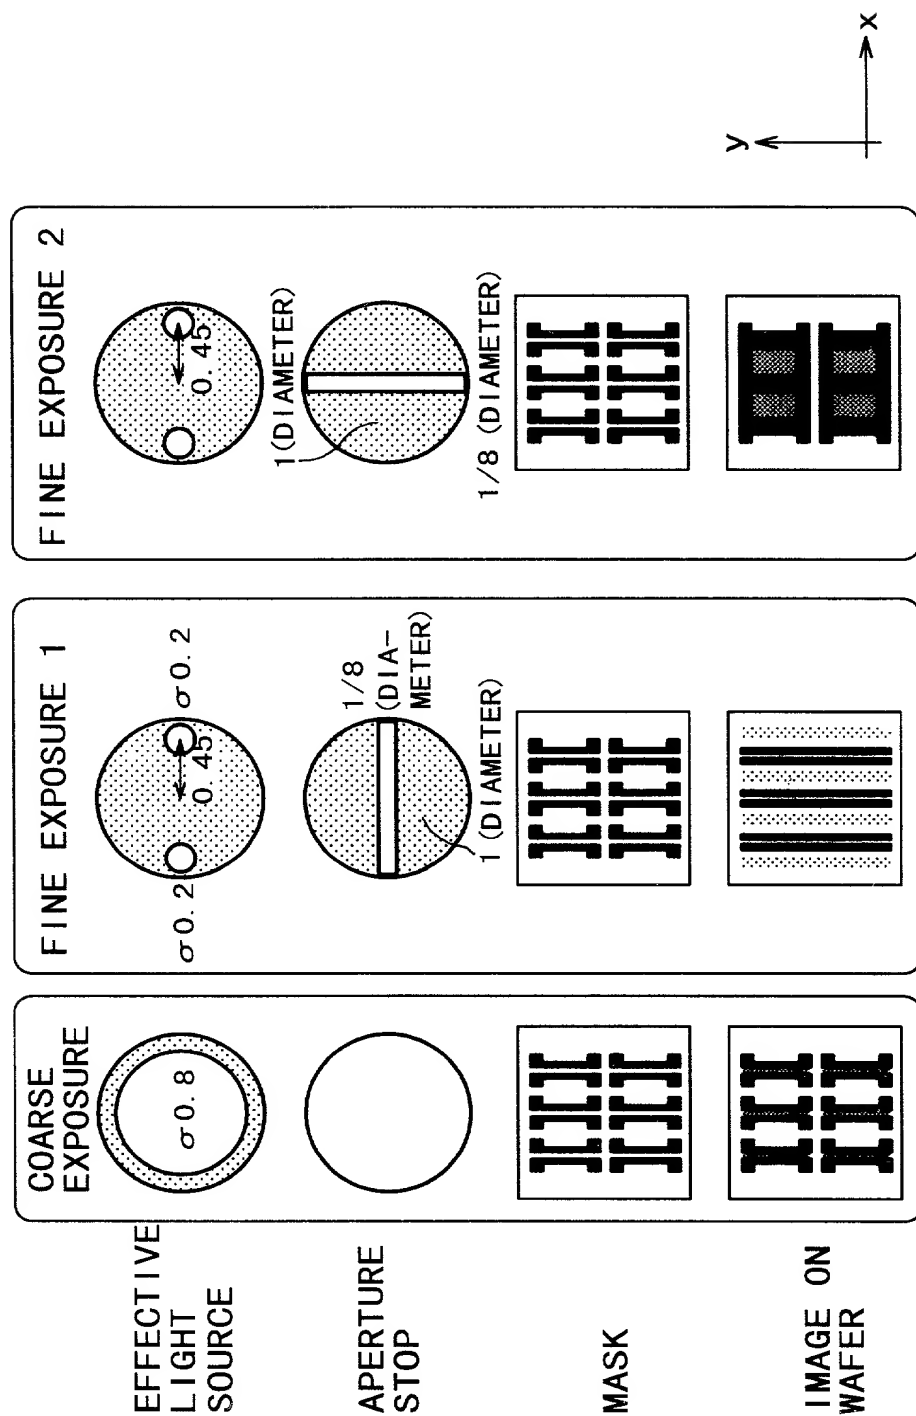 COARSE
EXPOSURE
FINE EXPOSURE 1
FINE EXPOSURE 2
EFFECTIVE
LIGHT
SOURCE
σ0.8
σ0.2
0.45
σ0.2
0.45
APERTURE
STOP
1/8
(DIA-
METER)
1(DIAMETER)
1(DIAMETER)
1/8 (DIAMETER)
MASK
IMAGE ON
WAFER
y
x